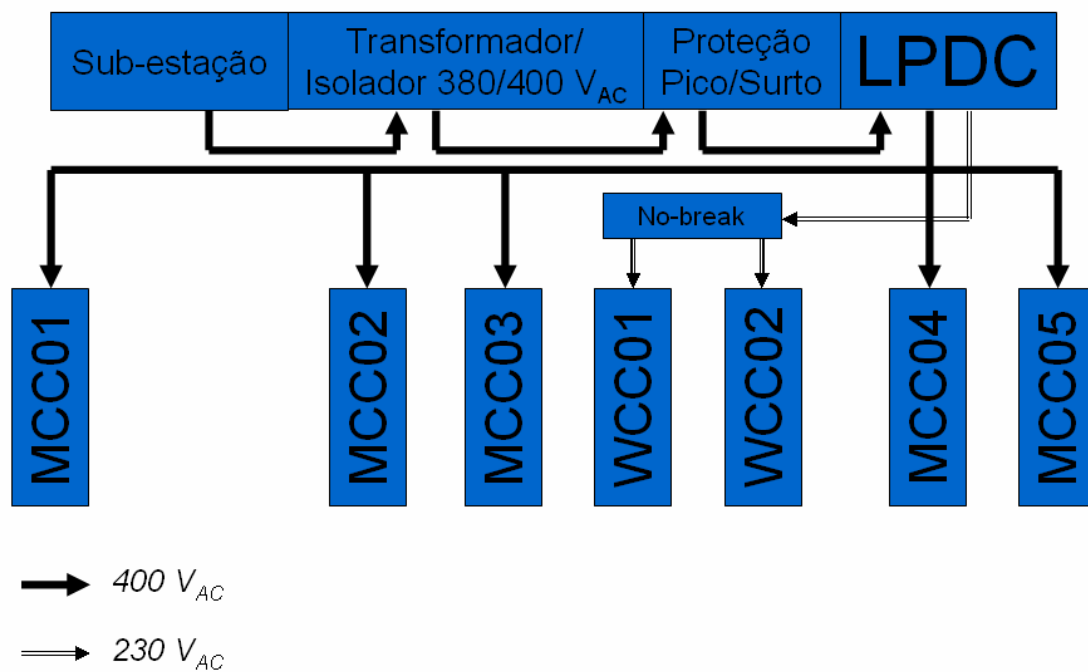 Sub-estação
Transformador/
Isolador 380/400 VAC
Proteção
Pico/Surto
LPDC
No-break
MCC01
MCC02
MCC03
WCC01
WCC02
MCC04
MCC05
400 VAC
230 VAC